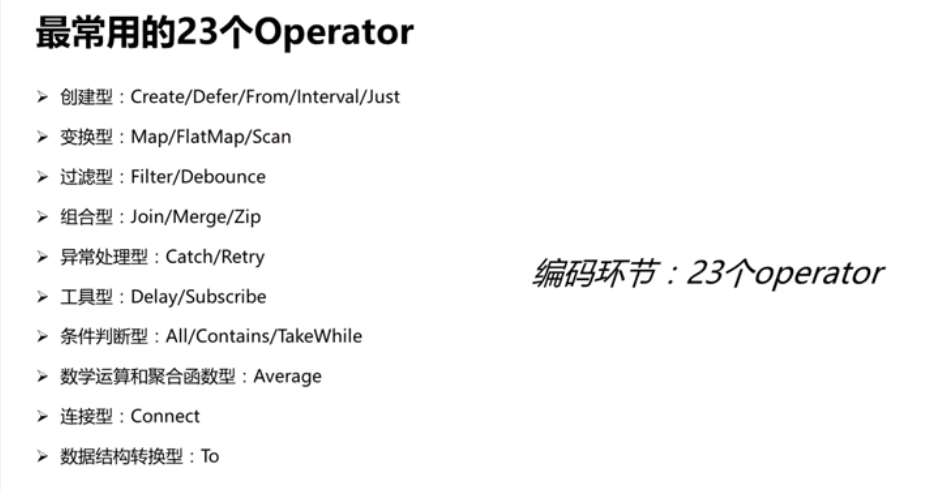 最常用的23个Operator
创建型：Create/Defer/From/Interval/Just
变换型：Map/FlatMap/Scan
过滤型：Filter/Debounce
组合型：Join/Merge/Zip
异常处理型：Catch/Retry
工具型：Delay/Subscribe
条件判断型：All/Contains/TakeWhile
数学运算和聚合函数型：Average
连接型：Connect
数据结构转换型：To
编码环节：23个operator